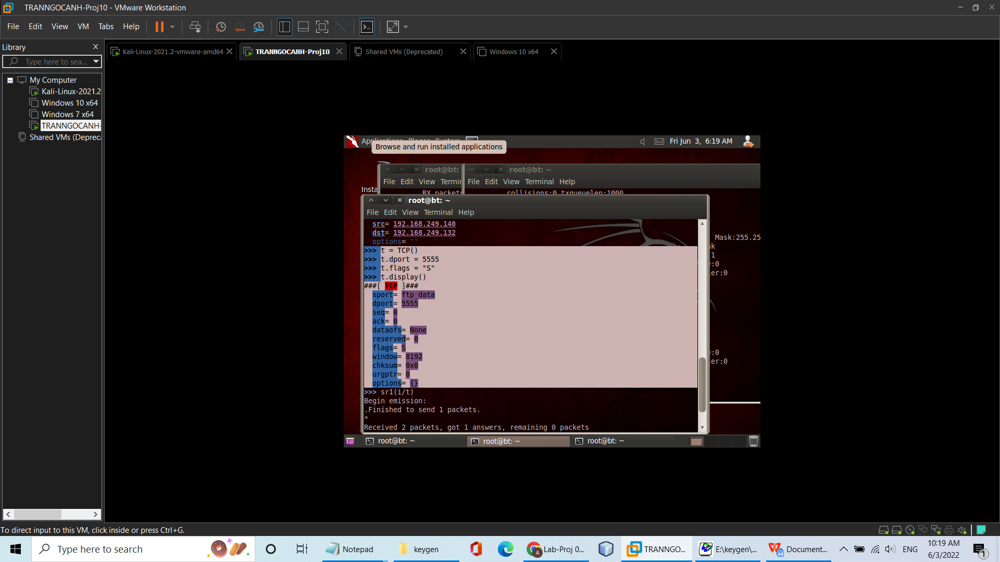 TRANNGOCANH-Proj10 - VMware Workstation
File Edit View VM Tabs Help
Library
Type here to sea...
My Computer
Kali-Linux-2021.2
Windows 10 x64
Windows 7 x64
TRANNGOCANH-
Shared VMs (Depreca
Kali-Linux-2021.2-vmware-amd64
TRANNGOCANH-Proj10
Shared VMs (Deprecated)
Windows 10 x64
Applications Places System
Fri Jun 3, 6:19 AM
Browse and run installed applications
Insta
root@bt:
File Edit View Termin
RX packets
root@bt: ~
File Edit View Terminal Help
collisions:0 txqueuelen:1000
Mask:255.25
root@bt: ~
File Edit View Terminal Help
src= 192.168.249.140
dst= 192.168.249.132
options= ''
>>> t = TCP()
>>> t.dport = 5555
>>> t.flags = "S"
>>> t.display()
###[ TCP ]###
sport= ftp_data
dport= 5555
seq= 0
ack= 0
dataofs= None
reserved= 0
flags= S
window= 8192
chksum= 0x0
urgptr= 0
options= {}
>>> sr1(i/t)
Begin emission:
.Finished to send 1 packets.
*
Received 2 packets, got 1 answers, remaining 0 packets
root@bt: ~
root@bt: ~
root@bt: ~
To direct input to this VM, click inside or press Ctrl+G.
Type here to search
Notepad
keygen
Lab-Proj 0...
TRANNGO...
E:\keygen\...
Document...
ENG
10:19 AM
6/3/2022
1